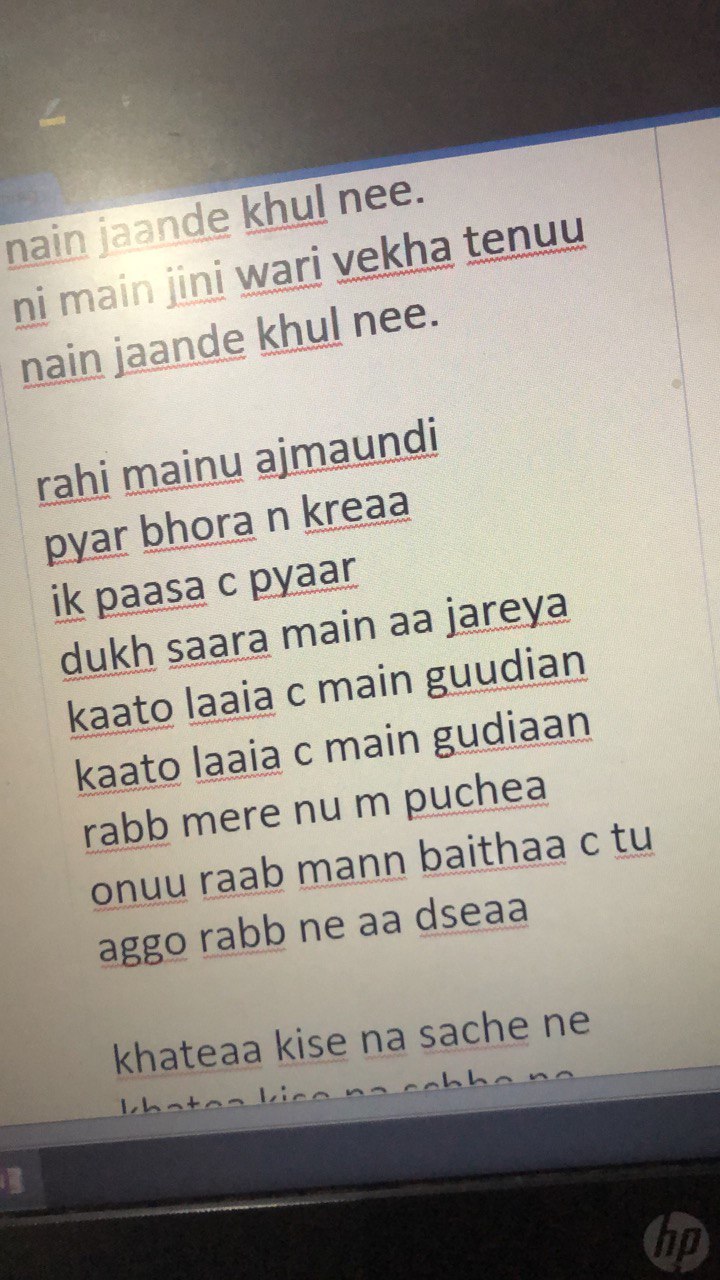 nain jaande khul nee.
ni main jini wari vekha tenuu
nain jaande khul nee.
rahi mainu ajmaundi
pyar bhora n kreaa
ik paasa c pyaar
dukh saara main aa jareya
kaato laaia c main guudian
kaato laaia c main gudiaan
rabb mere nu m puchea
onuu raab mann baithaa c tu
aggo rabb ne aa dseaa
khateaa kise na sache ne
kise na
hp